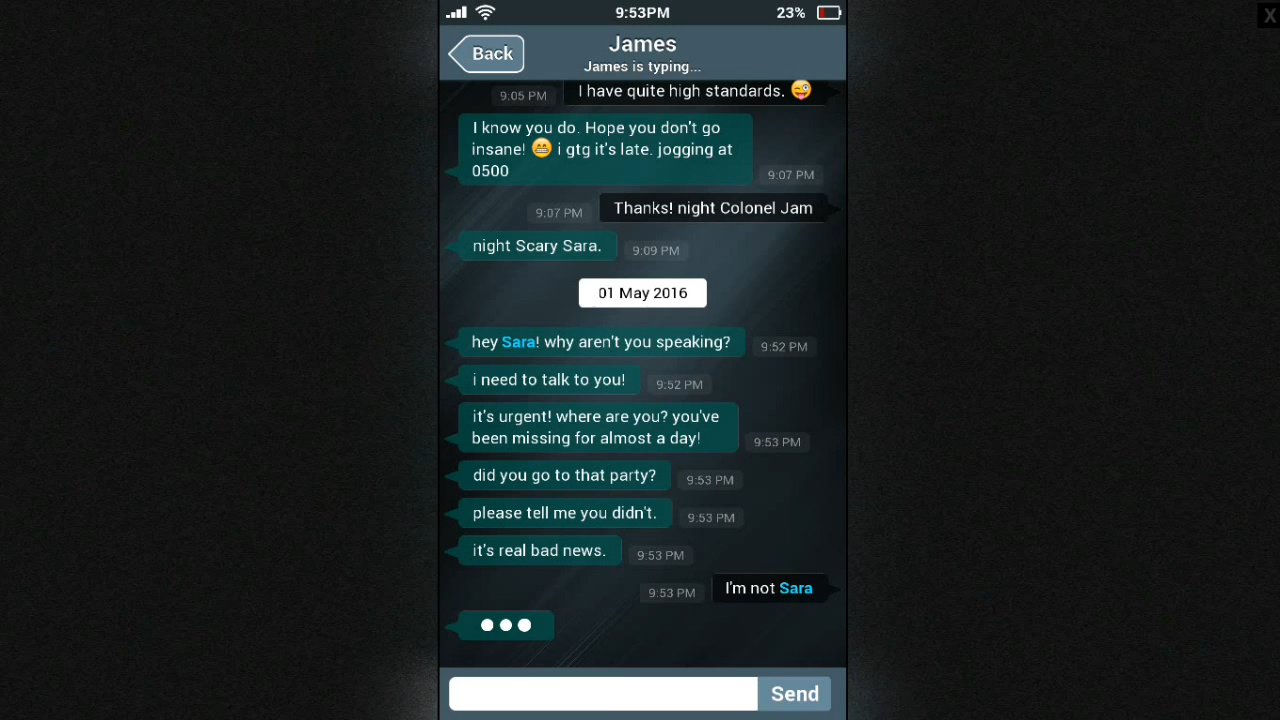 9:53PM
23%
X
Back
James
James is typing...
9:05 PM
I have quite high standards. 😜
I know you do. Hope you don't go
insane! 😁 i gtg it's late. jogging at
0500
9:07 PM
9:07 PM
Thanks! night Colonel Jam
night Scary Sara.
9:09 PM
01 May 2016
hey Sara! why aren't you speaking?
9:52 PM
i need to talk to you!
9:52 PM
it's urgent! where are you? you've
been missing for almost a day!
9:53 PM
did you go to that party?
9:53 PM
please tell me you didn't.
9:53 PM
it's real bad news.
9:53 PM
9:53 PM
I'm not Sara
Send